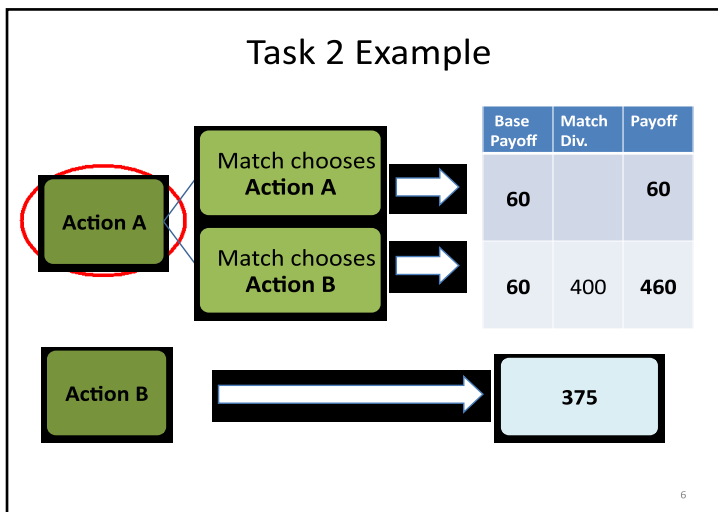 Task 2 Example
Base Payoff
Match Div.
Payoff
Match chooses
Action A
60
60
Action A
Match chooses
Action B
60 400 460
Action B
375
6